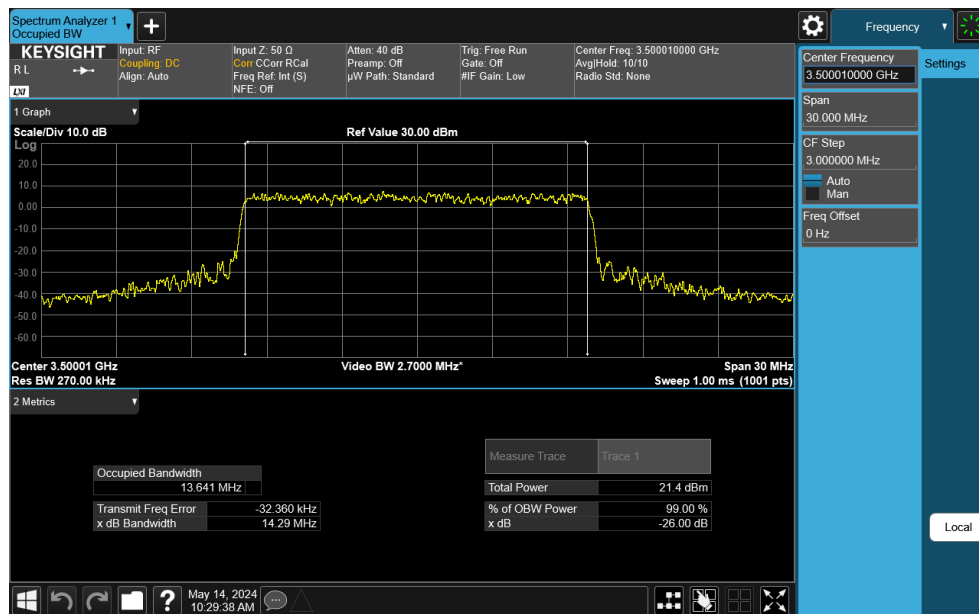 Spectrum Analyzer 1
Occupied BW
KEYSIGHT
R L
LXI
Input: RF
Coupling: DC
Align: Auto
Input Z: 50 Ω
Corr CCorr RCal
Freq Ref: Int (S)
NFE: Off
Atten: 40 dB
Preamp: Off
µW Path: Standard
Trig: Free Run
Gate: Off
#IF Gain: Low
Center Freq: 3.500010000 GHz
Avg|Hold: 10/10
Radio Std: None
1 Graph
Scale/Div 10.0 dB
Ref Value 30.00 dBm
Log
20.0
10.0
0.00
-10.0
-20.0
-30.0
-40.0
-50.0
-60.0
Center 3.50001 GHz
Video BW 2.7000 MHz*
Span 30 MHz
Res BW 270.00 kHz
Sweep 1.00 ms (1001 pts)
2 Metrics
Occupied Bandwidth
13.641 MHz
Transmit Freq Error -32.360 kHz
x dB Bandwidth 14.29 MHz
Measure Trace Trace 1
Total Power 21.4 dBm
% of OBW Power 99.00 %
x dB -26.00 dB
Frequency
Settings
Center Frequency
3.500010000 GHz
Span
30.000 MHz
CF Step
3.000000 MHz
Auto
Man
Freq Offset
0 Hz
Local
May 14, 2024
10:29:38 AM